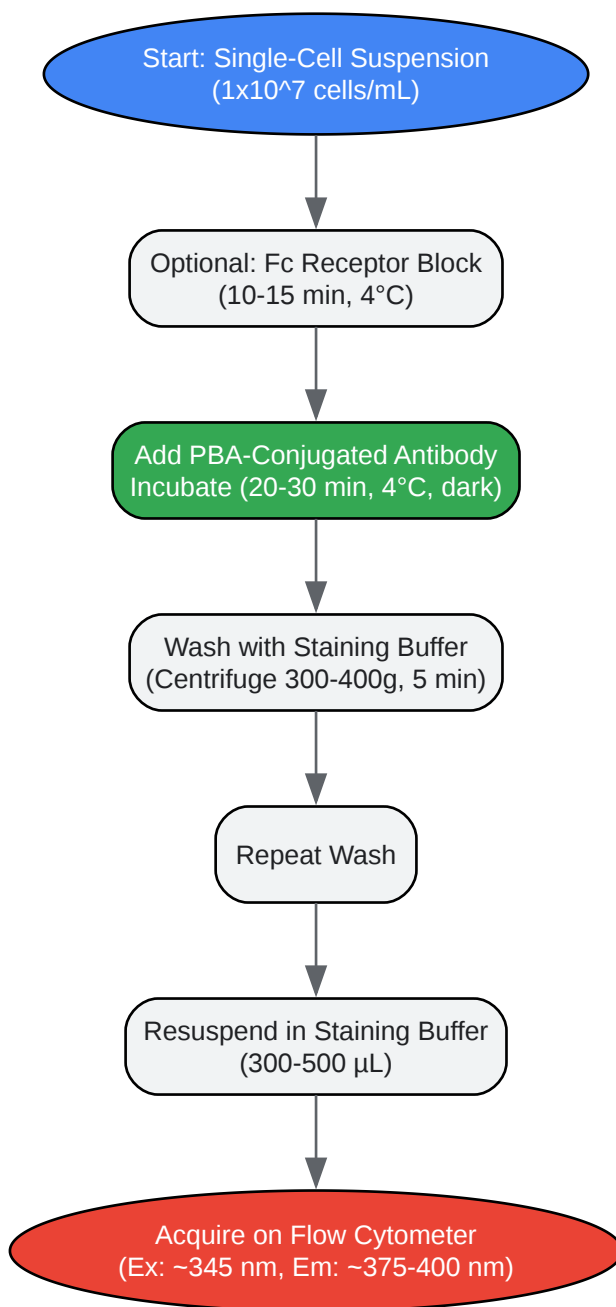 Start: Single-Cell Suspension
(1x10^7 cells/mL)
Optional: Fc Receptor Block
(10-15 min, 4°C)
Add PBA-Conjugated Antibody
Incubate (20-30 min, 4°C, dark)
Wash with Staining Buffer
(Centrifuge 300-400g, 5 min)
Repeat Wash
Resuspend in Staining Buffer
(300-500 µL)
Acquire on Flow Cytometer
(Ex: ~345 nm, Em: ~375-400 nm)